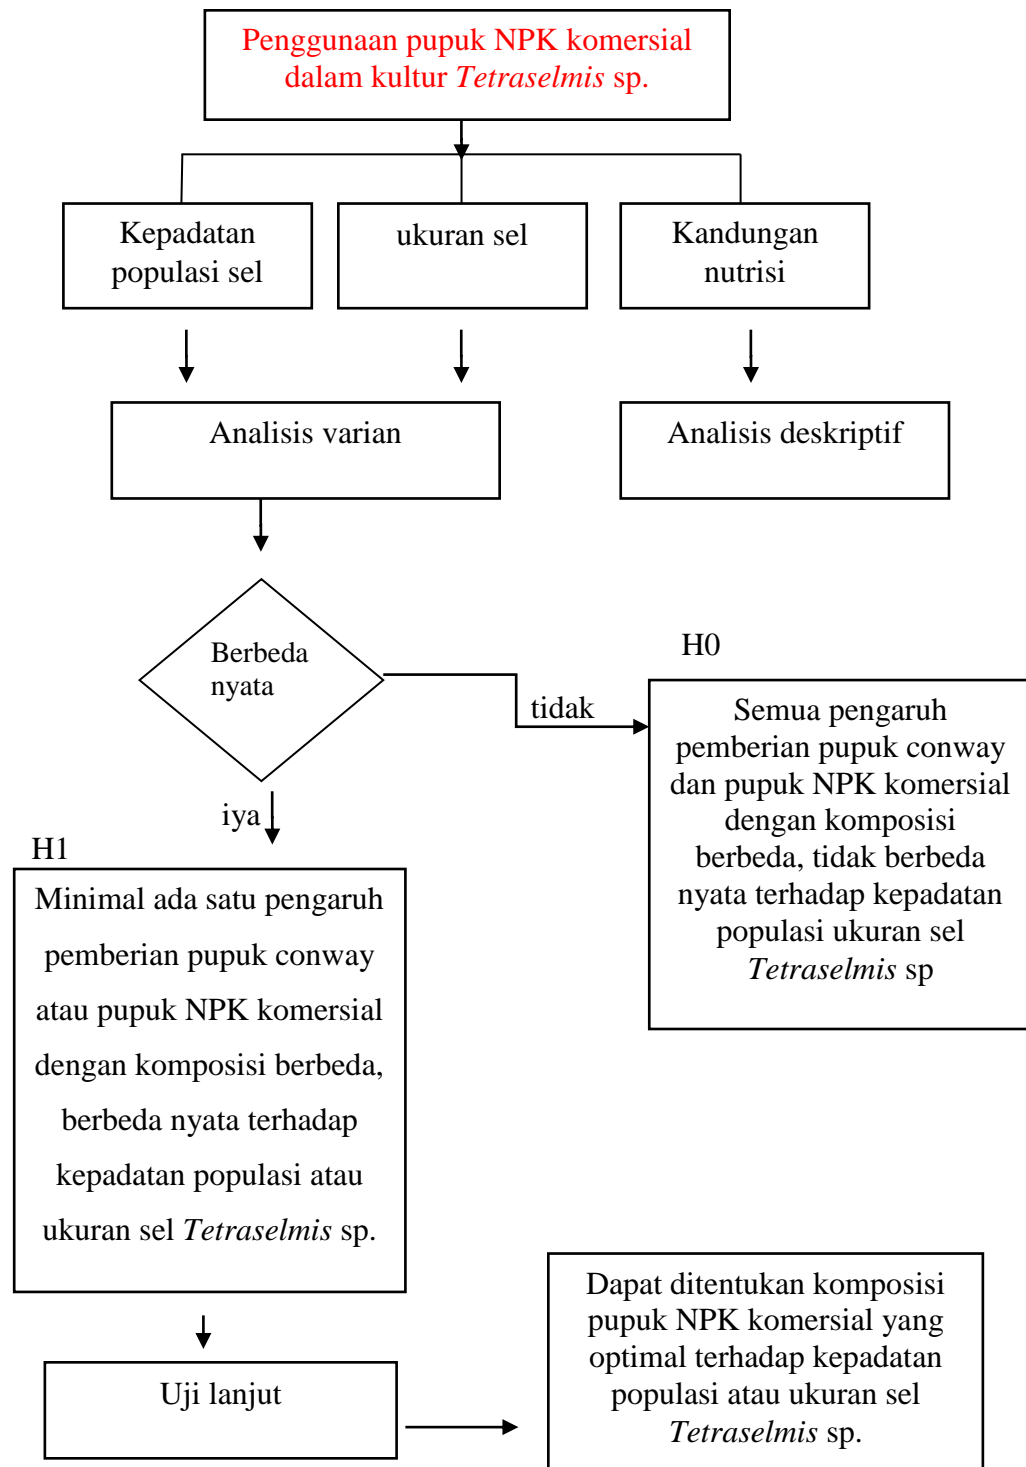 Penggunaan pupuk NPK komersial
dalam kultur Tetraselmis sp.
Kepadatan
populasi sel
ukuran sel
Kandungan
nutrisi
Analisis varian
Analisis deskriptif
Berbeda
nyata
tidak
H0
Semua pengaruh
pemberian pupuk conway
dan pupuk NPK komersial
dengan komposisi
berbeda, tidak berbeda
nyata terhadap kepadatan
populasi ukuran sel
Tetraselmis sp
iya
H1
Minimal ada satu pengaruh
pemberian pupuk conway
atau pupuk NPK komersial
dengan komposisi berbeda,
berbeda nyata terhadap
kepadatan populasi atau
ukuran sel Tetraselmis sp.
Uji lanjut
Dapat ditentukan komposisi
pupuk NPK komersial yang
optimal terhadap kepadatan
populasi atau ukuran sel
Tetraselmis sp.